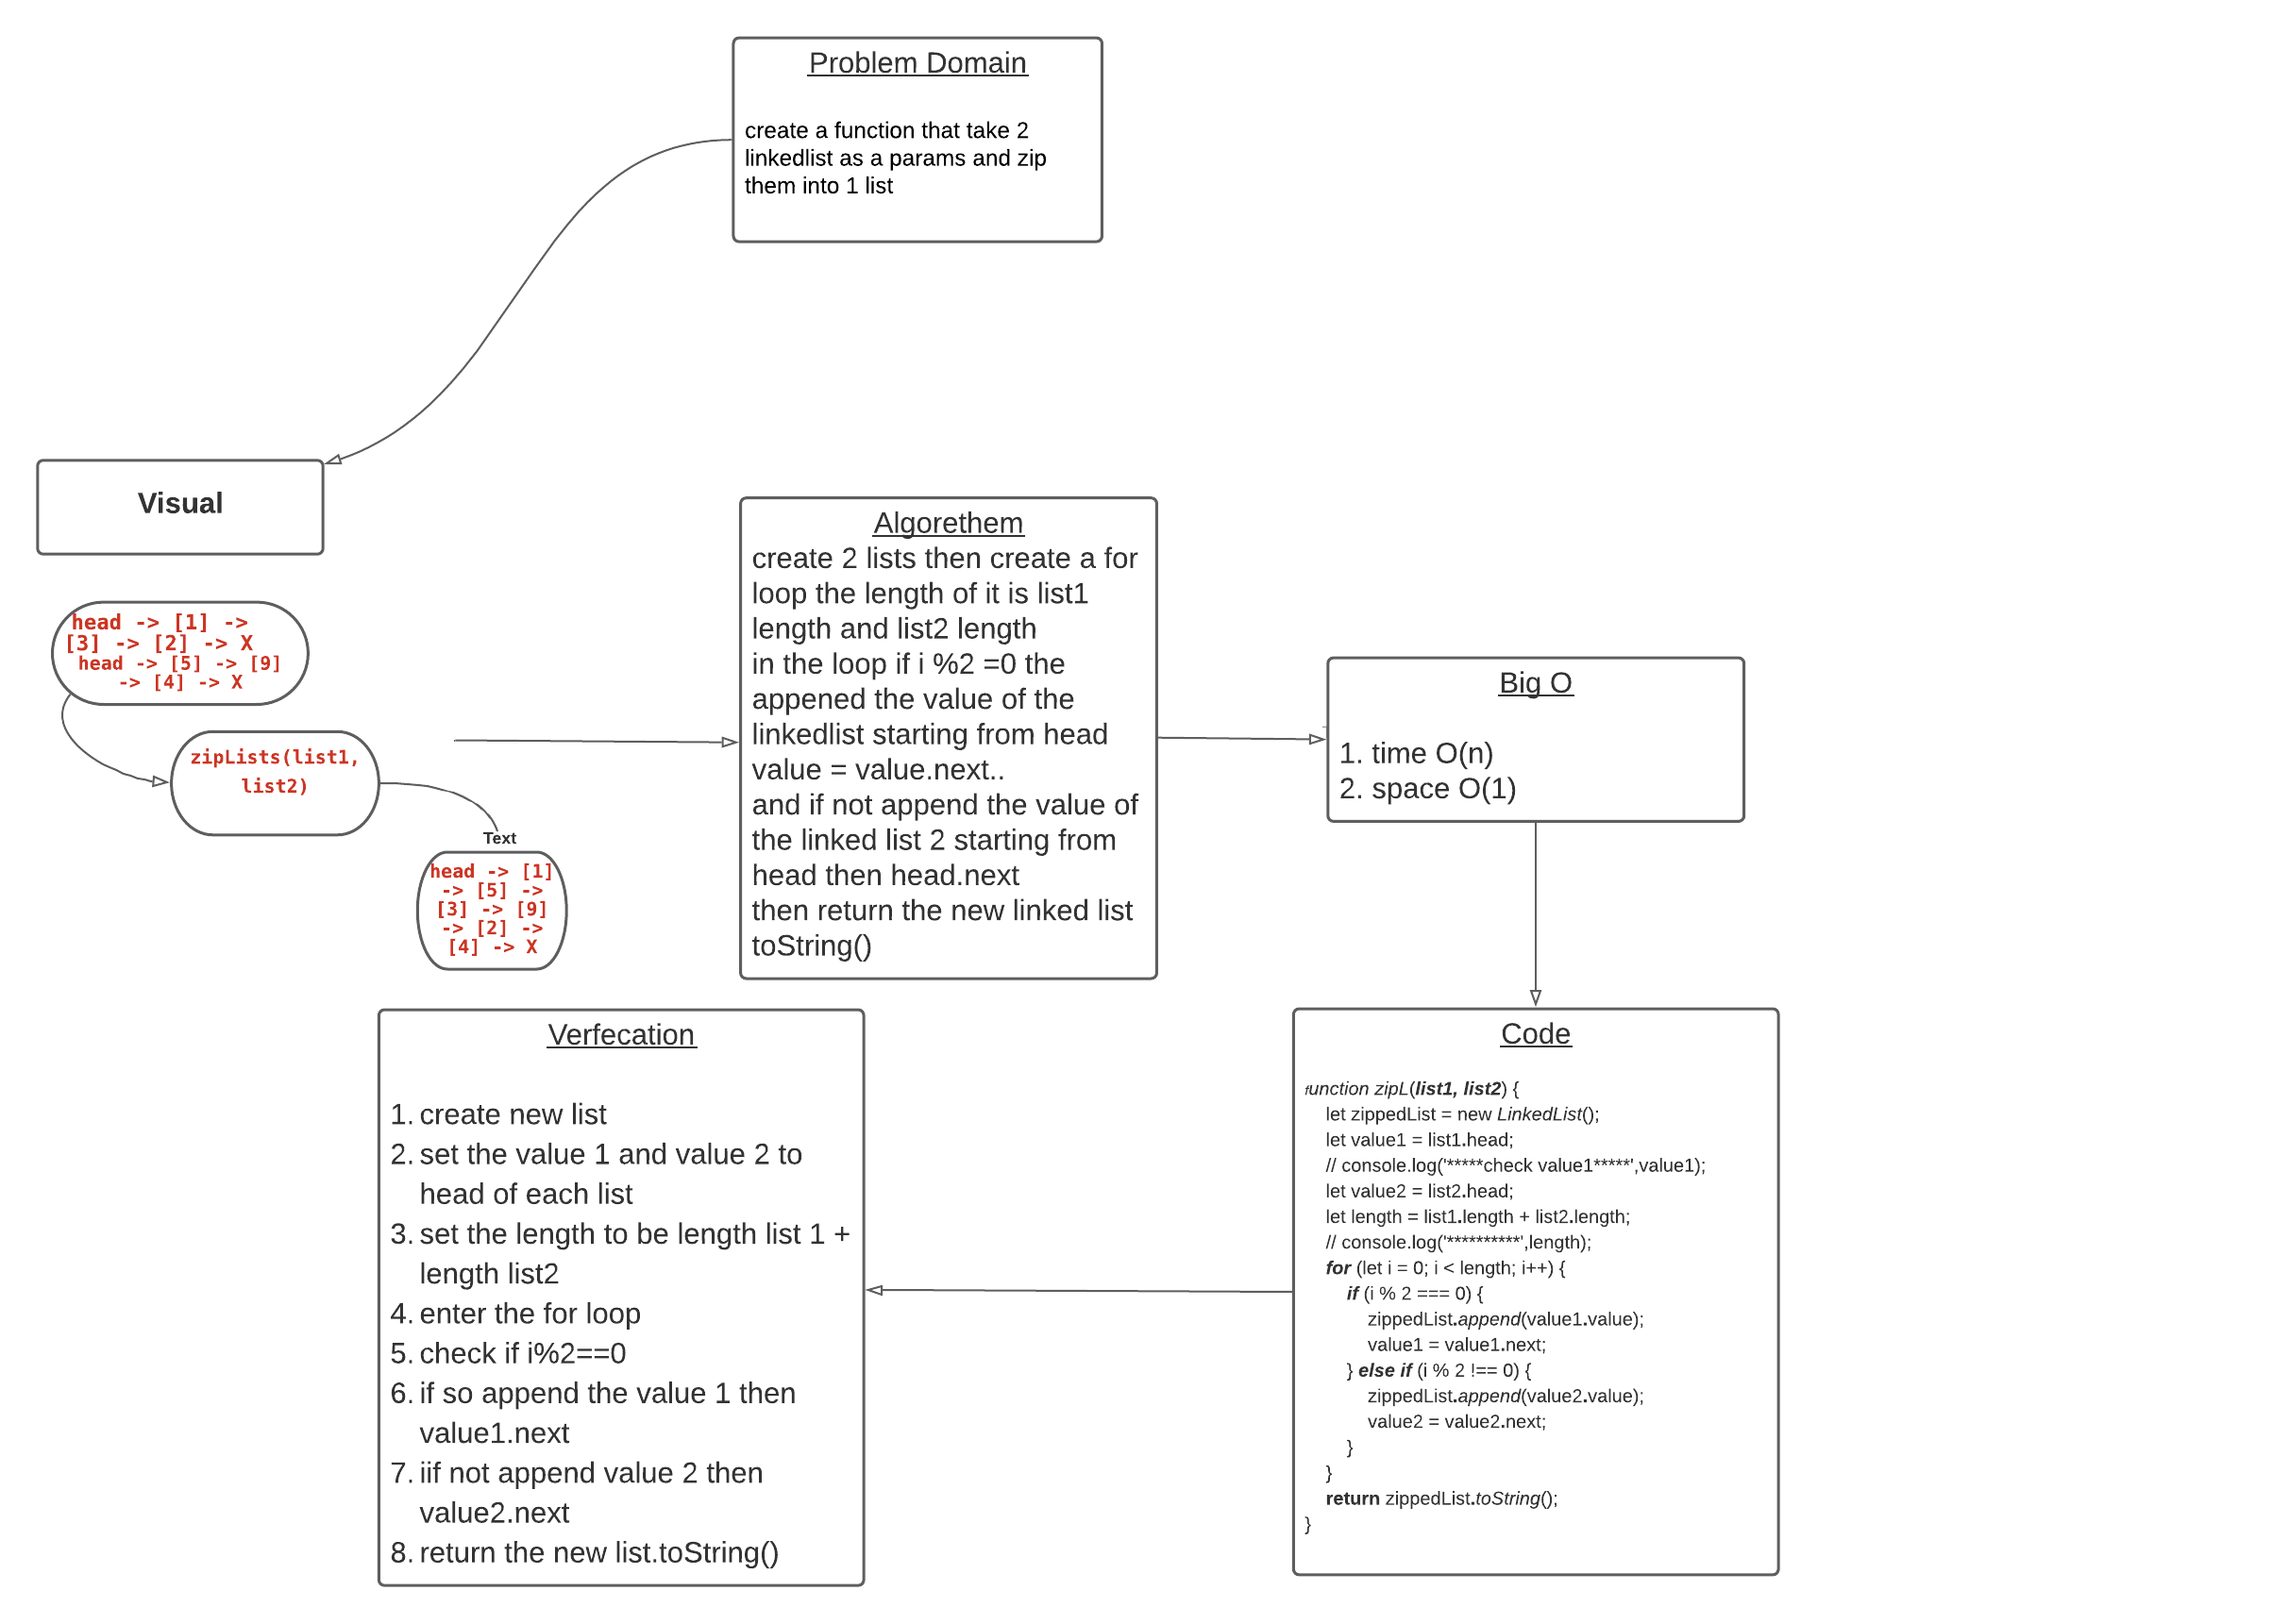 Problem Domain
create a function that take 2
linkedlist as a params and zip
them into 1 list
Visual
head -> [1] ->
[3] -> [2] -> X
head -> [5] -> [9]
-> [4] -> X
zipLists(list1,
list2)
Text
head -> [1]
-> [5] ->
[3] -> [9]
-> [2] ->
[4] -> X
Algorethem
create 2 lists then create a for
loop the length of it is list1
length and list2 length
in the loop if i %2 =0 the
appened the value of the
linkedlist starting from head
value = value.next..
and if not append the value of
the linked list 2 starting from
head then head.next
then return the new linked list
toString()
Big O
1. time O(n)
2. space O(1)
Code
function zipL(list1, list2) {
let zippedList = new LinkedList();
let value1 = list1.head;
// console.log('*****check value1*****',value1);
let value2 = list2.head;
let length = list1.length + list2.length;
// console.log('**********',length);
for (let i = 0; i < length; i++) {
if (i % 2 === 0) {
zippedList.append(value1.value);
value1 = value1.next;
} else if (i % 2 !== 0) {
zippedList.append(value2.value);
value2 = value2.next;
}
}
return zippedList.toString();
}
Verfecation
1. create new list
2. set the value 1 and value 2 to
head of each list
3. set the length to be length list 1 +
length list2
4. enter the for loop
5. check if i%2==0
6. if so append the value 1 then
value1.next
7. iif not append value 2 then
value2.next
8. return the new list.toString()